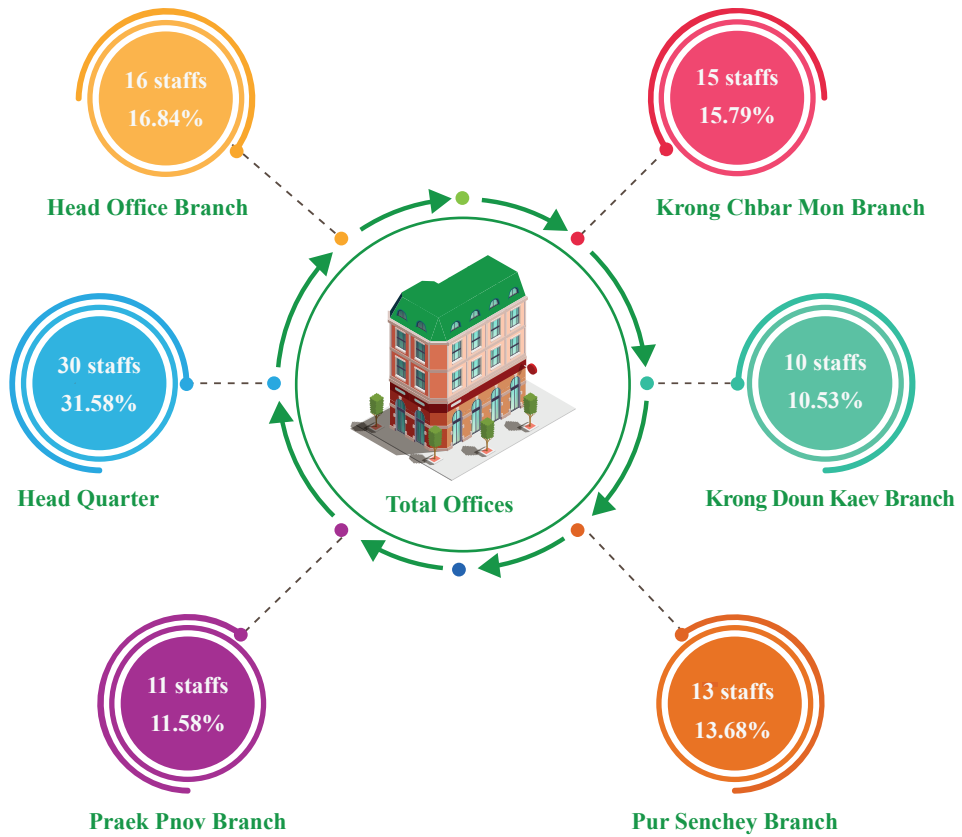 16 staffs
16.84%
Head Office Branch
15 staffs
15.79%
Krong Chbar Mon Branch
30 staffs
31.58%
Head Quarter
Total Offices
10 staffs
10.53%
Krong Doun Kaev Branch
11 staffs
11.58%
Praek Pnov Branch
13 staffs
13.68%
Pur Senchey Branch